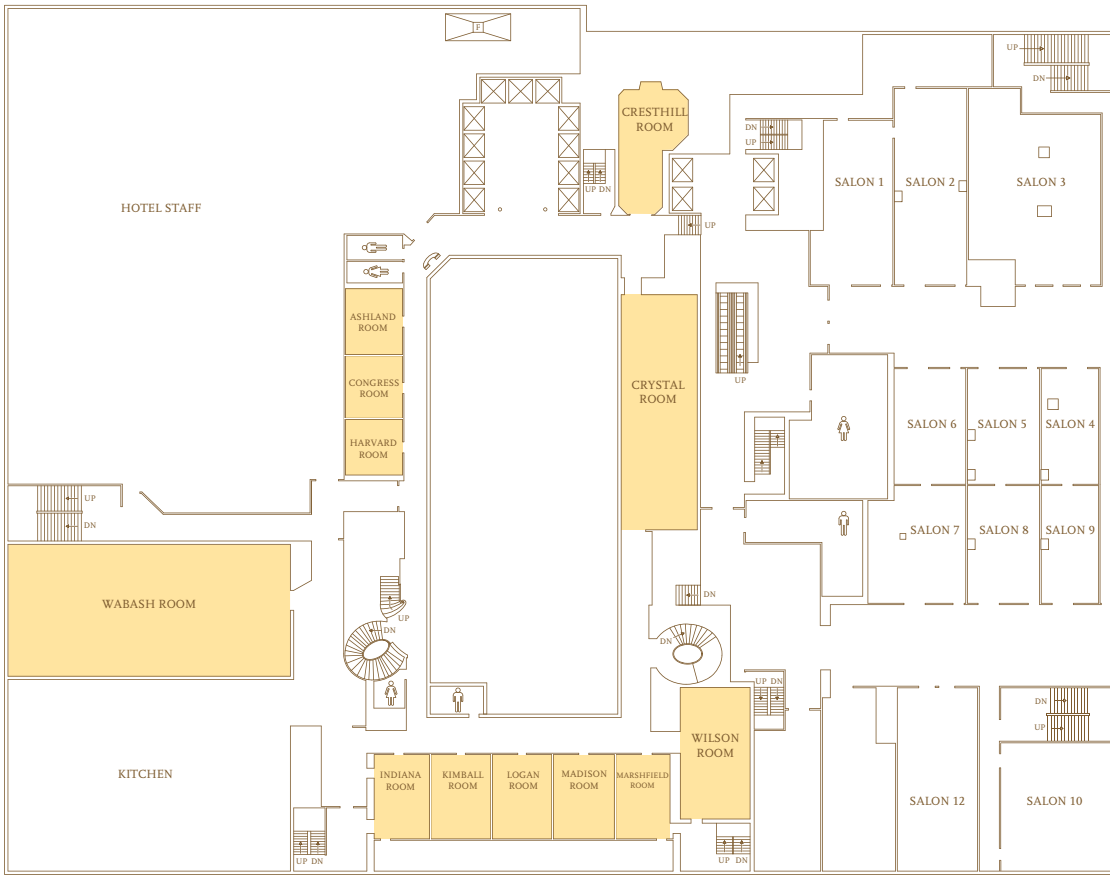 F
UP
DN
CRESTHILL
ROOM
DN
UP
UP DN
SALON 1
SALON 2
SALON 3
HOTEL STAFF
UP
ASHLAND
ROOM
CONGRESS
ROOM
HARVARD
ROOM
CRYSTAL
ROOM
UP
SALON 6
SALON 5
SALON 4
UP
DN
SALON 7
SALON 8
SALON 9
WABASH ROOM
UP
DN
DN
DN
UP DN
WILSON
ROOM
DN
UP
KITCHEN
INDIANA
ROOM
KIMBALL
ROOM
LOGAN
ROOM
MADISON
ROOM
MARSHFIELD
ROOM
SALON 12
SALON 10
UP DN
UP DN